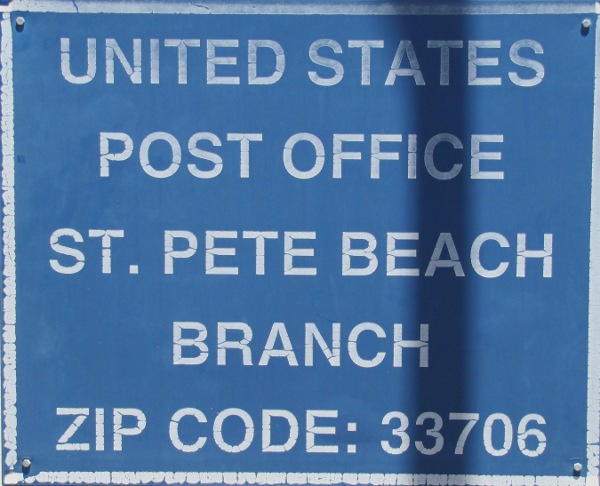 UNITED STATES
POST OFFICE
ST. PETE BEACH
BRANCH
ZIP CODE: 33706